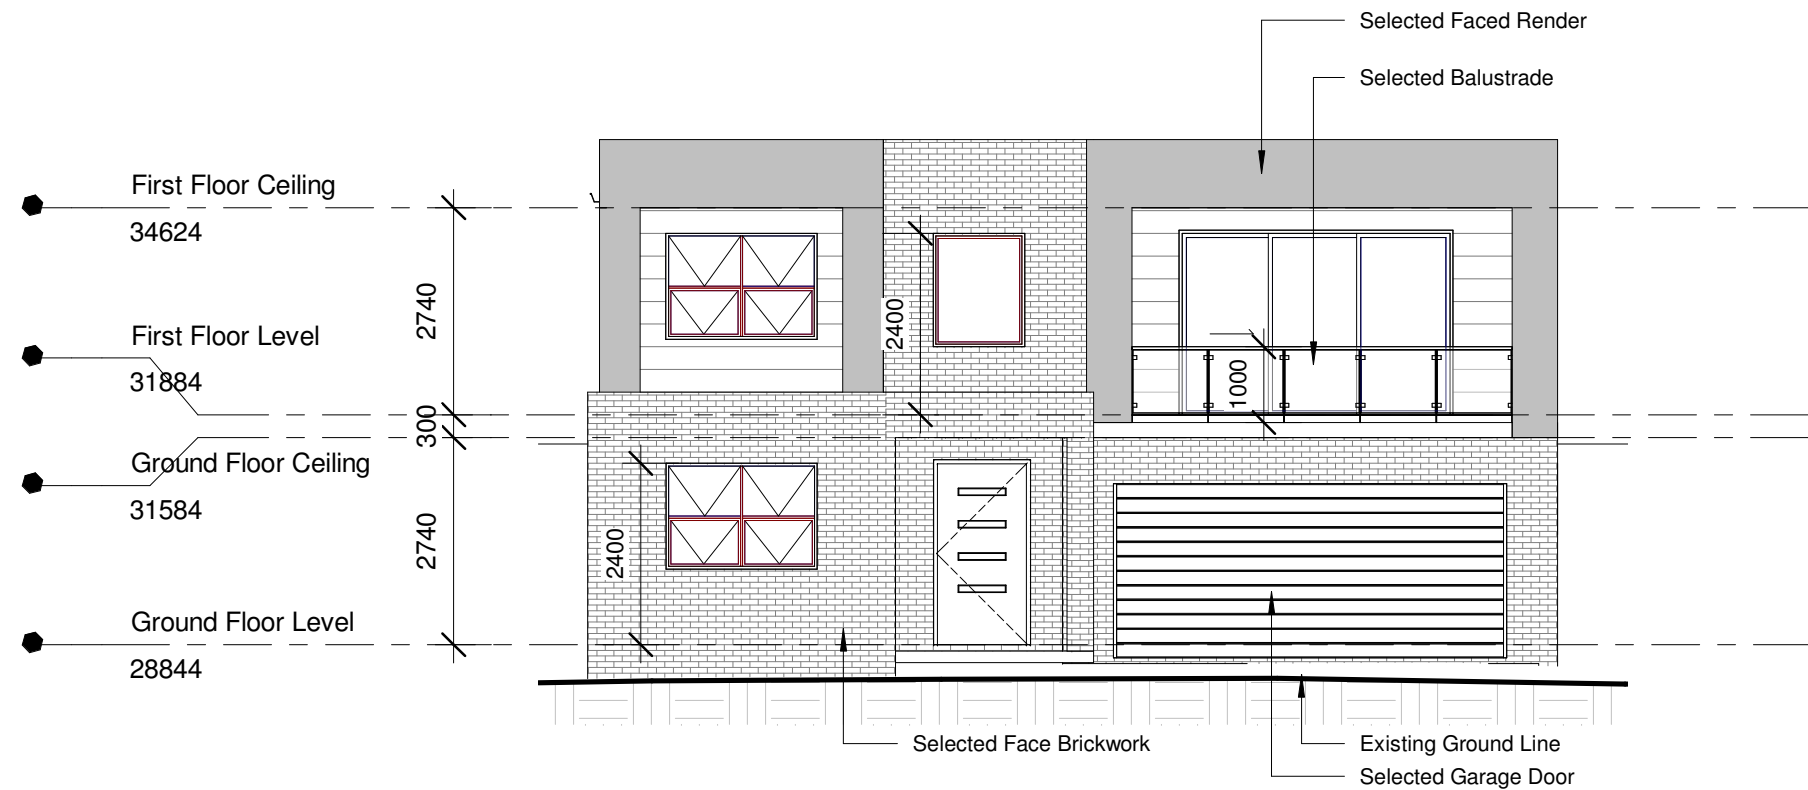 Selected Faced Render
Selected Balustrade
First Floor Ceiling
34624
2740
First Floor Level
31884
300
Ground Floor Ceiling
31584
2740
Ground Floor Level
28844
2400
2400
1000
Selected Face Brickwork
Existing Ground Line
Selected Garage Door